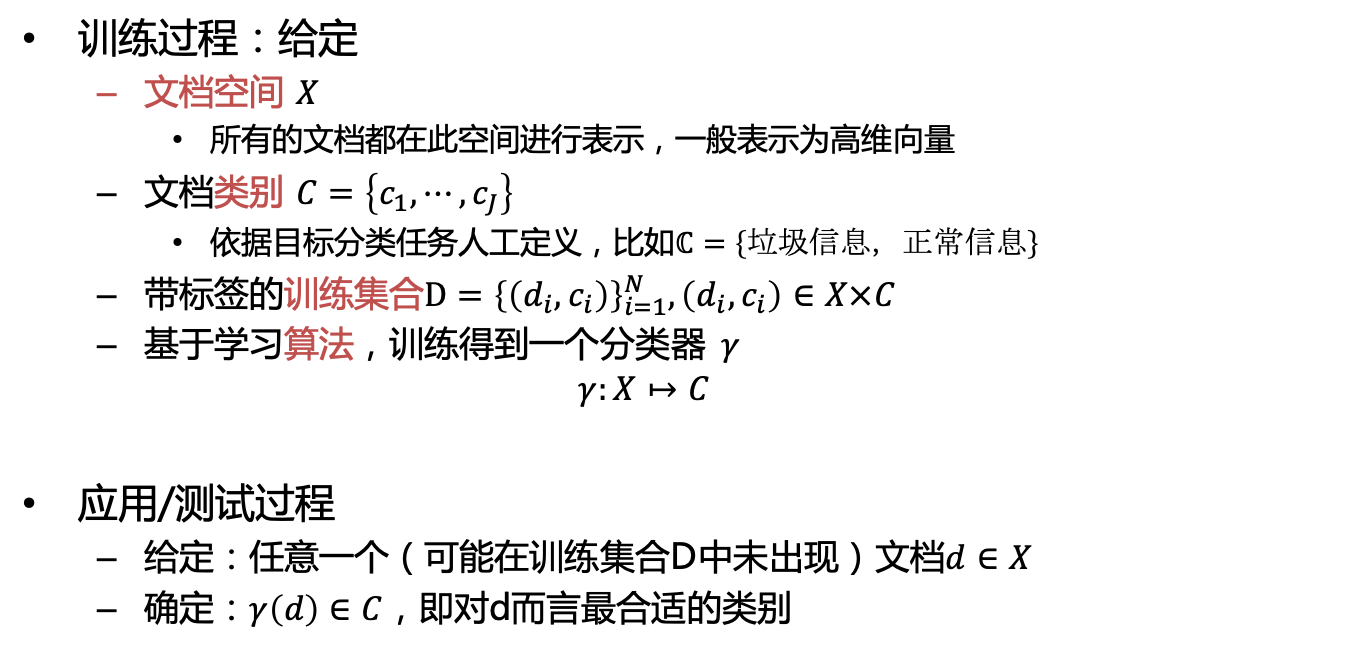 • 训练过程：给定
– 文档空间 X
• 所有的文档都在此空间进行表示，一般表示为高维向量
– 文档类别 C = {c₁, ⋯ , c_J}
• 依据目标分类任务人工定义，比如ℂ = {垃圾信息，正常信息}
– 带标签的训练集合D = {(d_i, c_i)}_{i=1}^{N}, (d_i, c_i) ∈ X×C
– 基于学习算法，训练得到一个分类器 γ
γ: X ↦ C
• 应用/测试过程
– 给定：任意一个（可能在训练集合D中未出现）文档d ∈ X
– 确定：γ(d) ∈ C，即对d而言最合适的类别